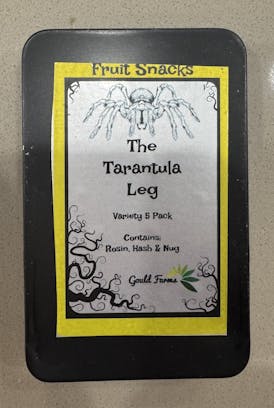 Fruit Snacks
The
Tarantula
Leg
Variety 5 Pack
Contains:
Rosin, Hash & Nug
Gould Farms